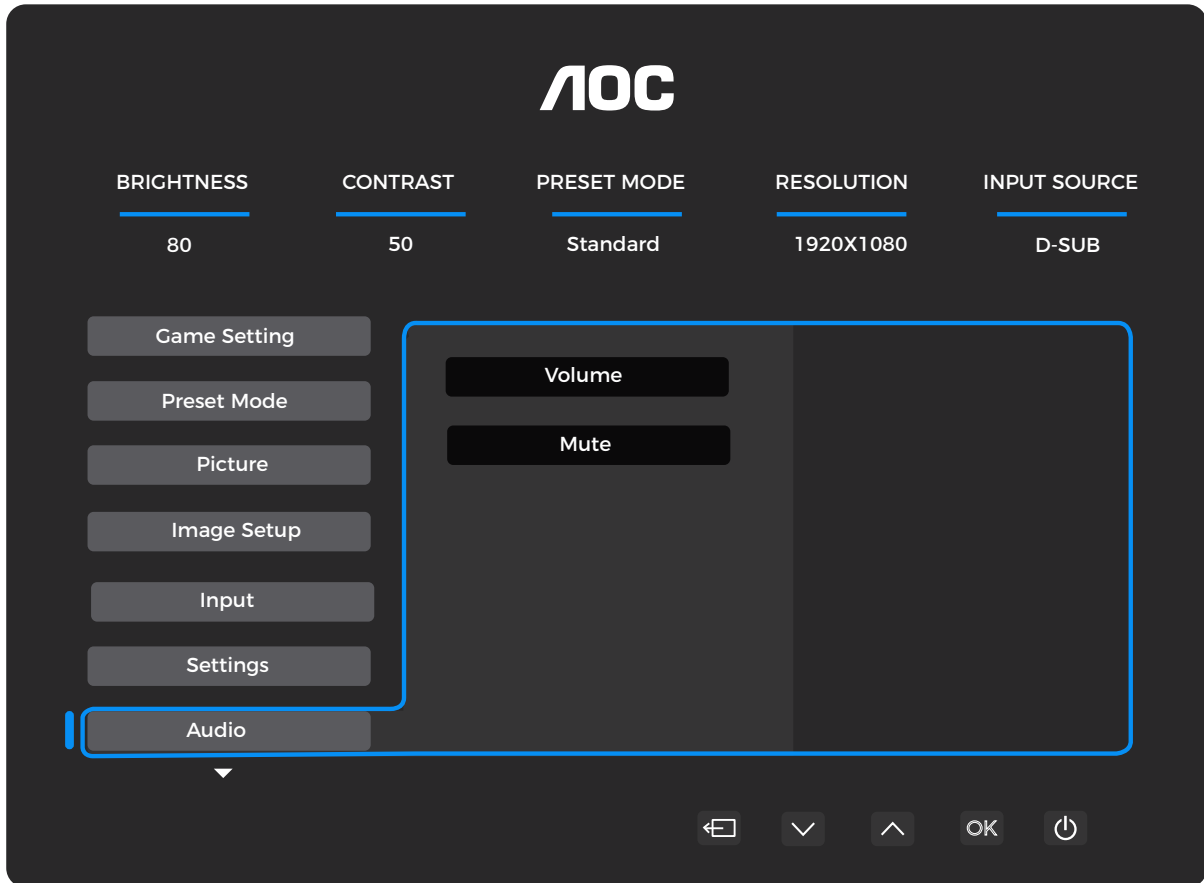 AOC
BRIGHTNESS CONTRAST PRESET MODE RESOLUTION INPUT SOURCE
80 50 Standard 1920X1080 D-SUB
Game Setting
Preset Mode
Picture
Image Setup
Input
Settings
Audio
Volume
Mute
OK